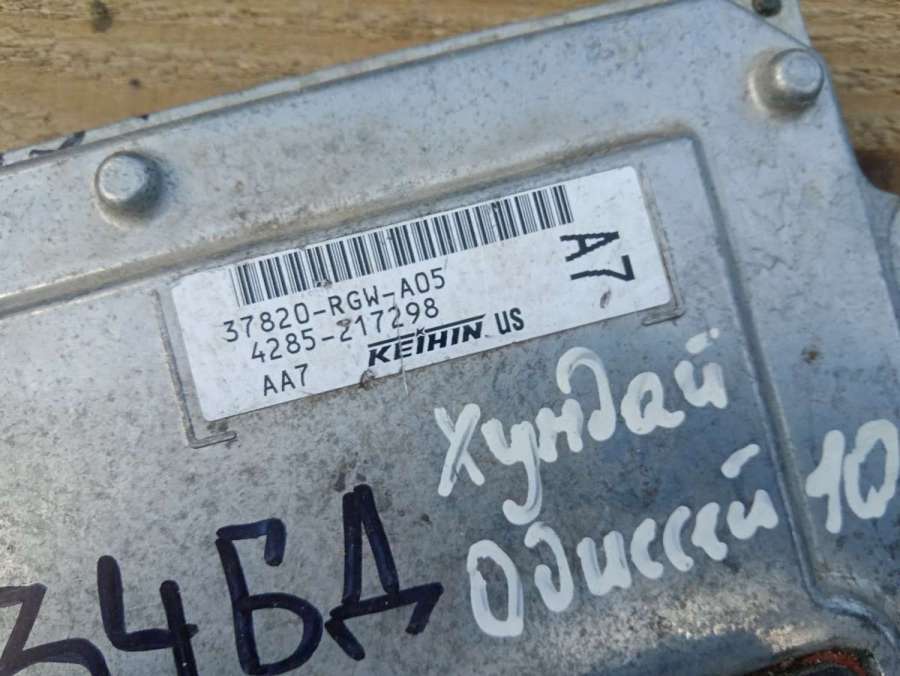 A7
37820-RGW-A05
4285-217298
AA7 KEIHIN US
Хундай
Одиссей 10
34БД